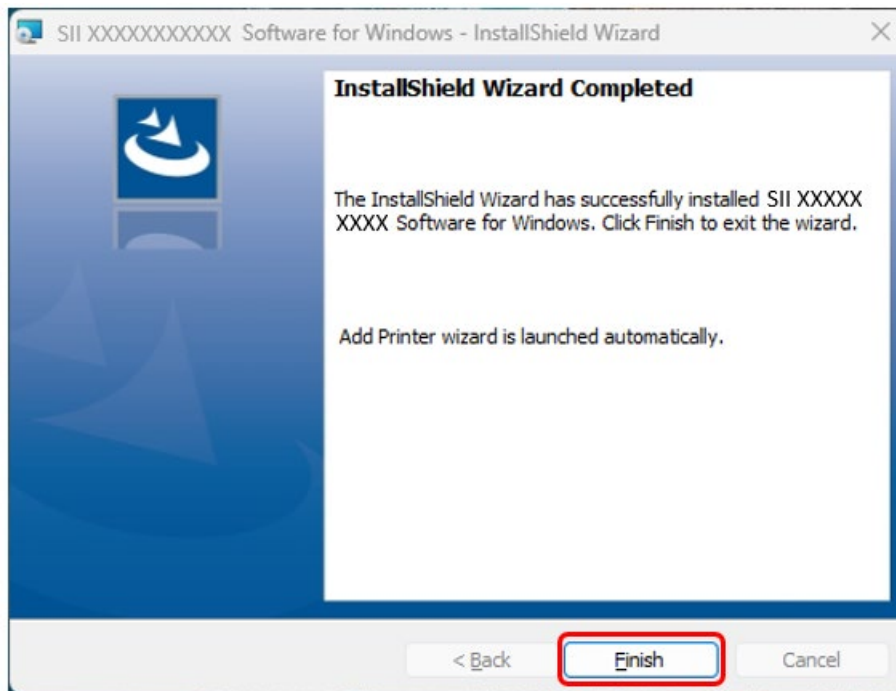 SII XXXXXXXXXXX Software for Windows - InstallShield Wizard
InstallShield Wizard Completed
The InstallShield Wizard has successfully installed SII XXXXX
XXXX Software for Windows. Click Finish to exit the wizard.
Add Printer wizard is launched automatically.
< Back Finish Cancel